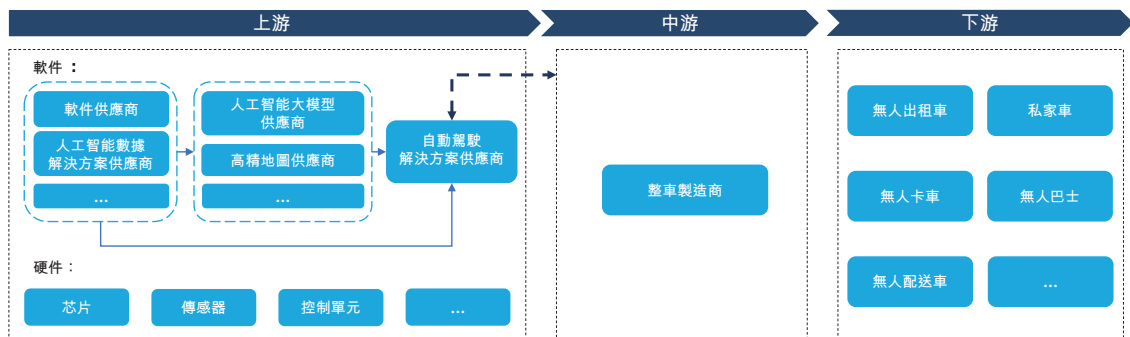 上游
中游
下游
軟件：
軟件供應商
人工智能數據
解決方案供應商
...
人工智能大模型
供應商
高精地圖供應商
...
自動駕駛
解決方案供應商
硬件：
芯片
傳感器
控制單元
...
整車製造商
無人出租車
私家車
無人卡車
無人巴士
無人配送車
...